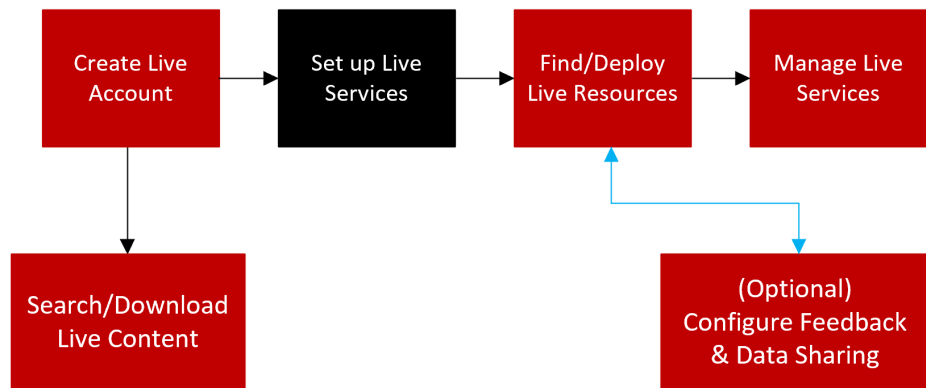 Create Live
Account
Set up Live
Services
Find/Deploy
Live Resources
Manage Live
Services
Search/Download
Live Content
(Optional)
Configure Feedback
& Data Sharing